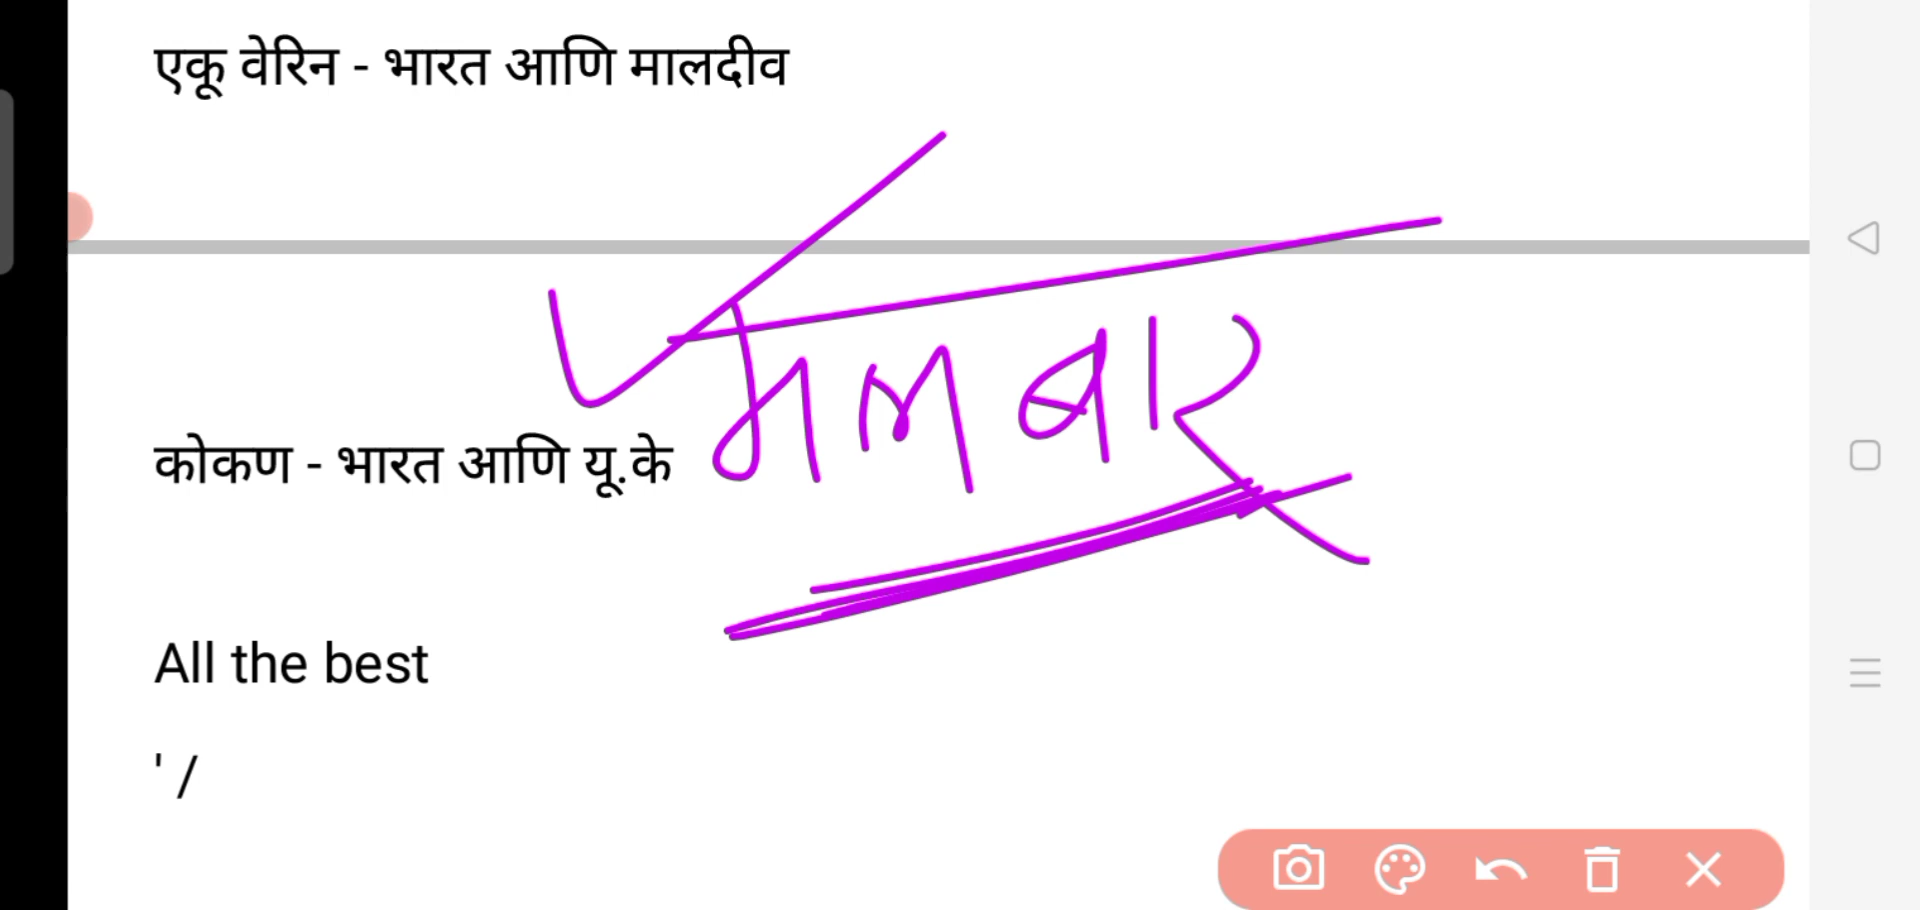 एकू वेरिन - भारत आणि मालदीव
मलबार
कोकण - भारत आणि यू.के
All the best
' /